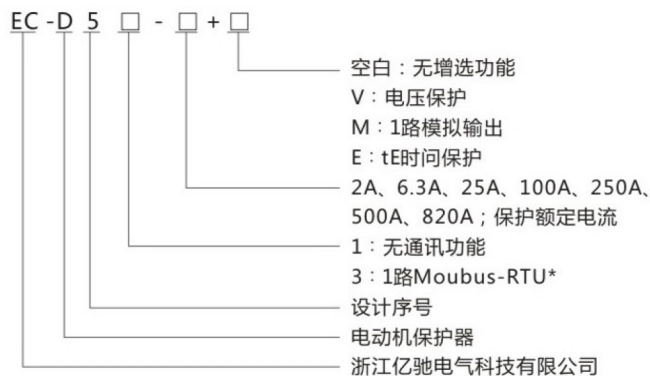 EC-D5□-□+□
空白：无增选功能
V：电压保护
M：1路模拟输出
E：tE时问保护
2A、6.3A、25A、100A、250A、
500A、820A；保护额定电流
1：无通讯功能
3：1路Moubus-RTU*
设计序号
电动机保护器
浙江亿驰电气科技有限公司